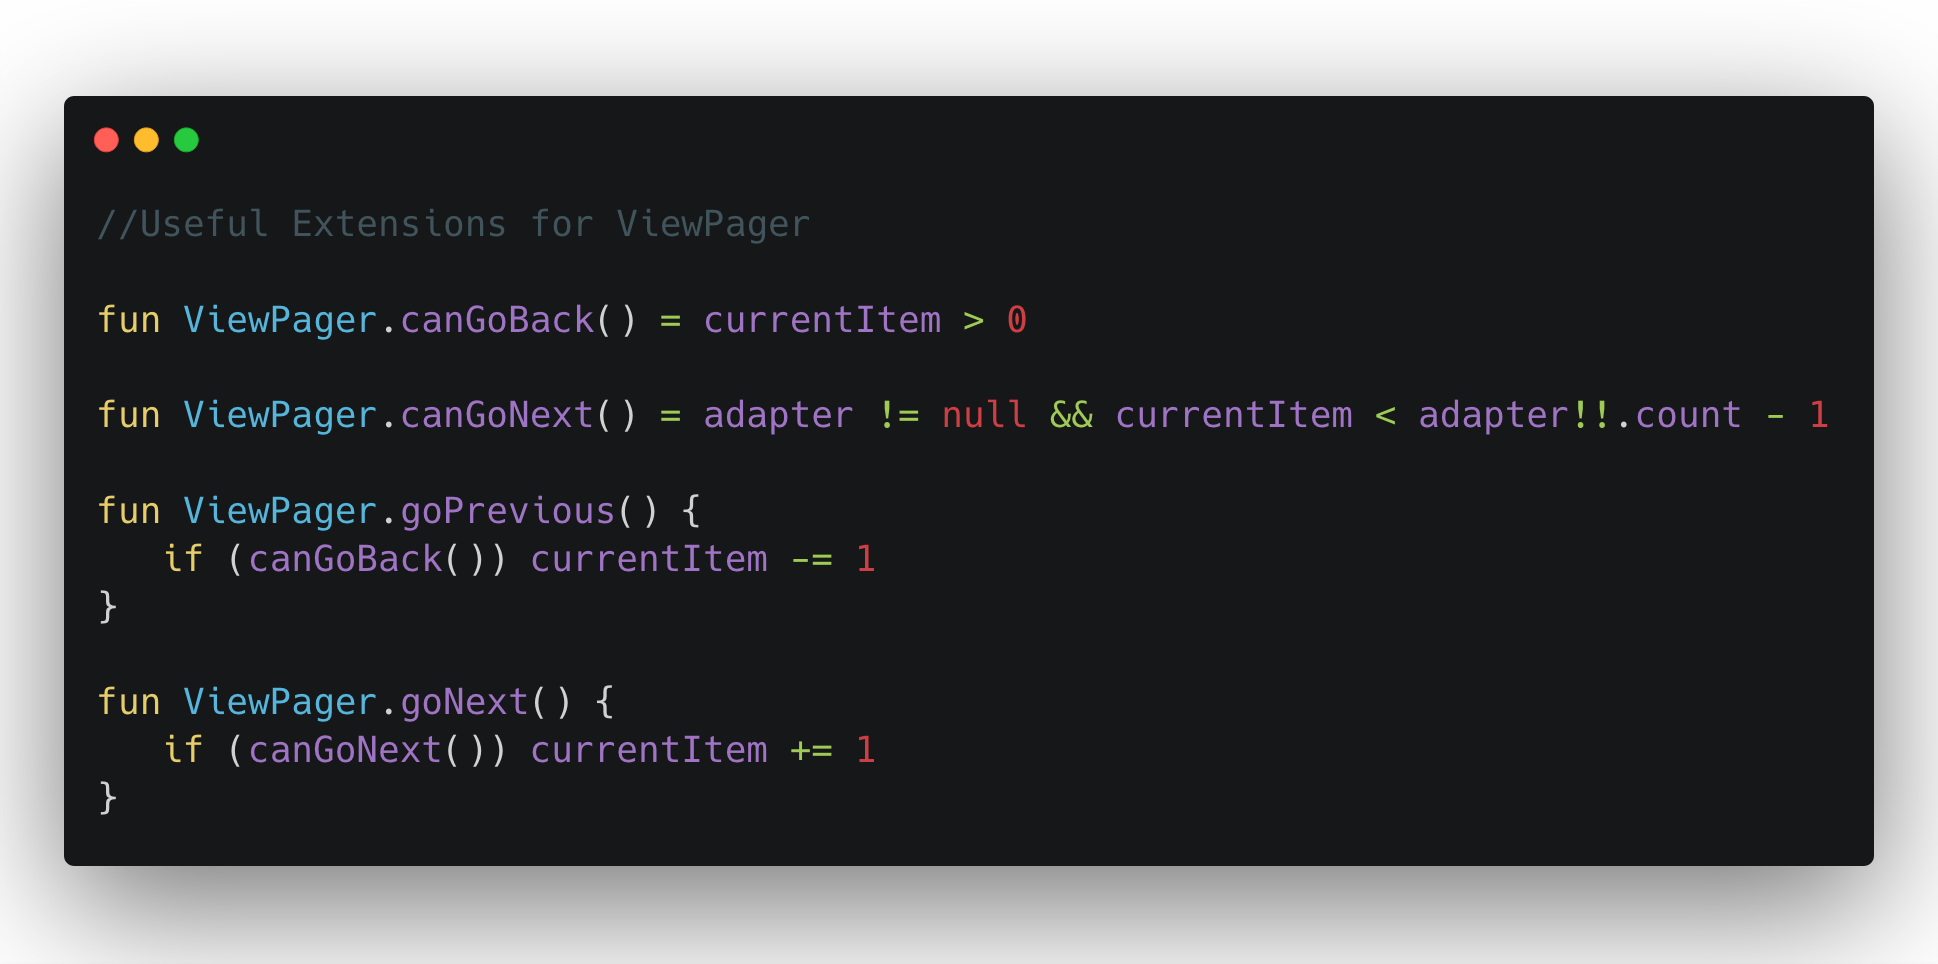 //Useful Extensions for ViewPager
fun ViewPager.canGoBack() = currentItem > 0
fun ViewPager.canGoNext() = adapter != null && currentItem < adapter!!.count - 1
fun ViewPager.goPrevious() {
   if (canGoBack()) currentItem -= 1
}
fun ViewPager.goNext() {
   if (canGoNext()) currentItem += 1
}